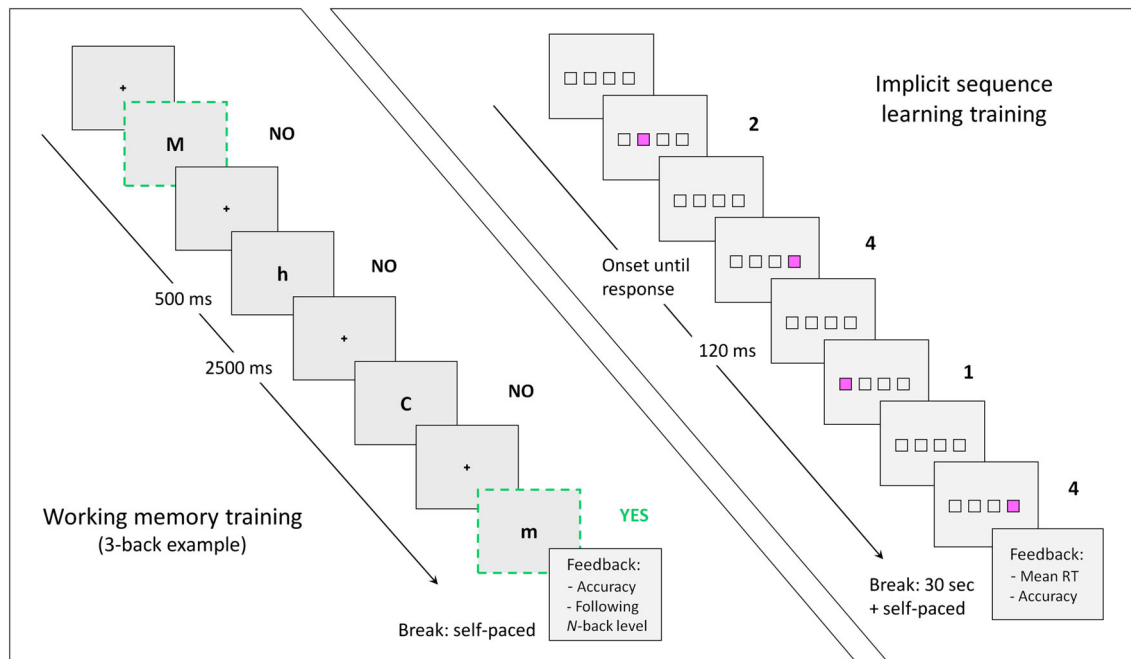 +
M
NO
+
h
NO
500 ms
+
2500 ms
C
NO
+
m
YES
Working memory training
(3-back example)
Feedback:
- Accuracy
- Following
N-back level
Break: self-paced
Implicit sequence
learning training
2
4
Onset until
response
120 ms
1
4
Feedback:
- Mean RT
- Accuracy
Break: 30 sec
+ self-paced